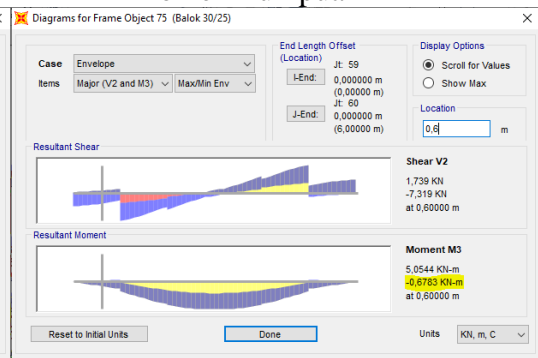 Diagrams for Frame Object 75 (Balok 30/25)
Case Envelope
Items Major (V2 and M3) Max/Min Env
End Length Offset
(Location)
Jt: 59
I-End: 0,000000 m
(0,00000 m)
Jt: 60
J-End: 0,000000 m
(6,00000 m)
Display Options
Scroll for Values
Show Max
Location
0,6 m
Resultant Shear
Shear V2
1,739 KN
-7,319 KN
at 0,60000 m
Resultant Moment
Moment M3
5,0544 KN-m
-0,6783 KN-m
at 0,60000 m
Reset to Initial Units
Done
Units KN, m, C